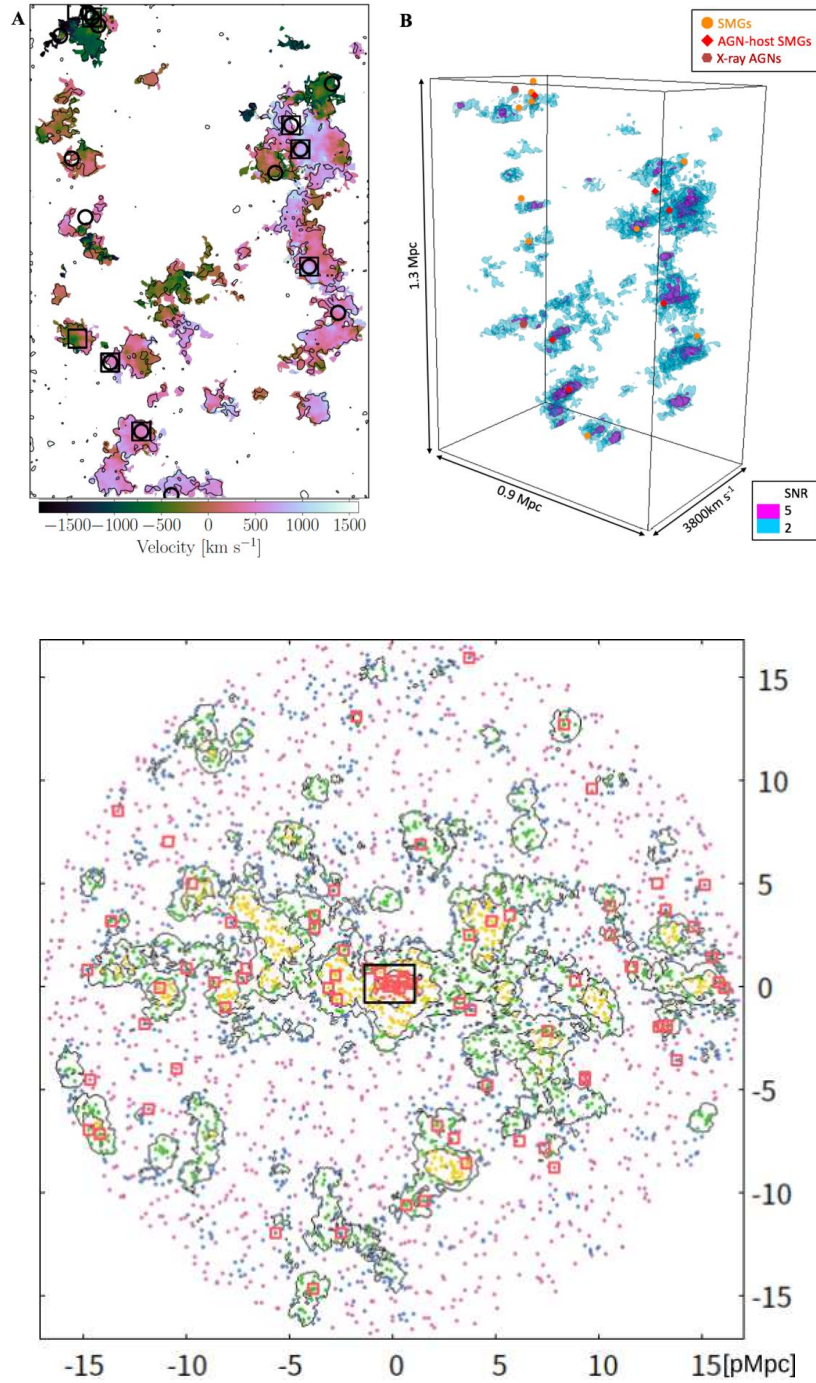 A
−1500 −1000 −500 0 500 1000 1500
Velocity [km s−1]
B
SMGs
AGN-host SMGs
X-ray AGNs
1.3 Mpc
0.9 Mpc
3800km s-1
SNR
5
2
15
10
5
0
-5
-10
-15
-15 -10 -5 0 5 10 15 [pMpc]